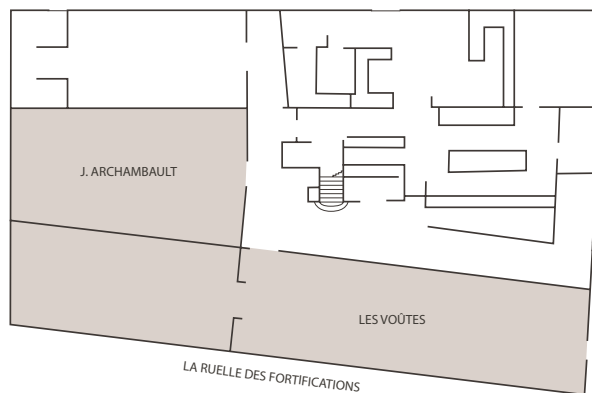 J. ARCHAMBAULT
LES VOÛTES
LA RUELLE DES FORTIFICATIONS